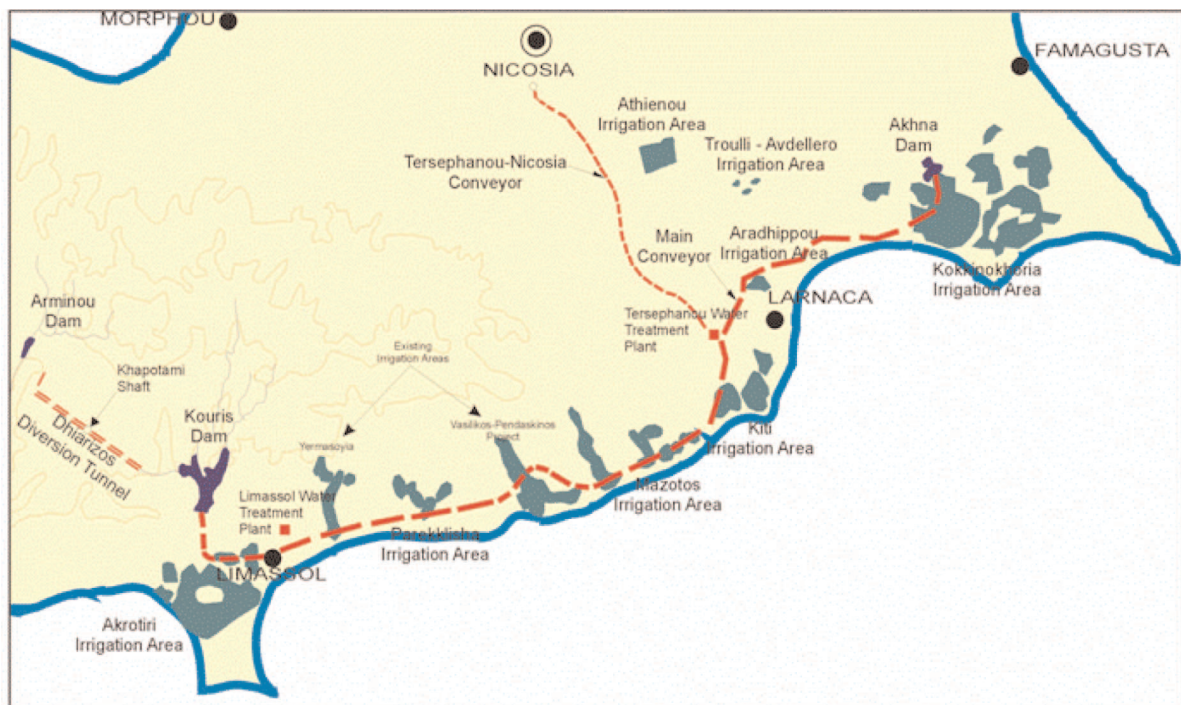 MORPHOU
NICOSIA
FAMAGUSTA
Athienou
Irrigation Area
Troulli - Avdellero
Irrigation Area
Akhna
Dam
Tersephanou-Nicosia
Conveyor
Main
Conveyor
Aradhippou
Irrigation Area
Kokkinokhoria
Irrigation Area
LARNACA
Arminou
Dam
Tersephanou Water
Treatment
Plant
Khapotami
Shaft
Existing
Irrigation Areas
Kouris
Dam
Dhiarizos
Diversion Tunnel
Yermasoyia
Vasilikos-Pendaskinos
Project
Kiti
Irrigation Area
Limassol Water
Treatment
Plant
Mazotos
Irrigation Area
Parekklisha
Irrigation Area
LIMASSOL
Akrotiri
Irrigation Area